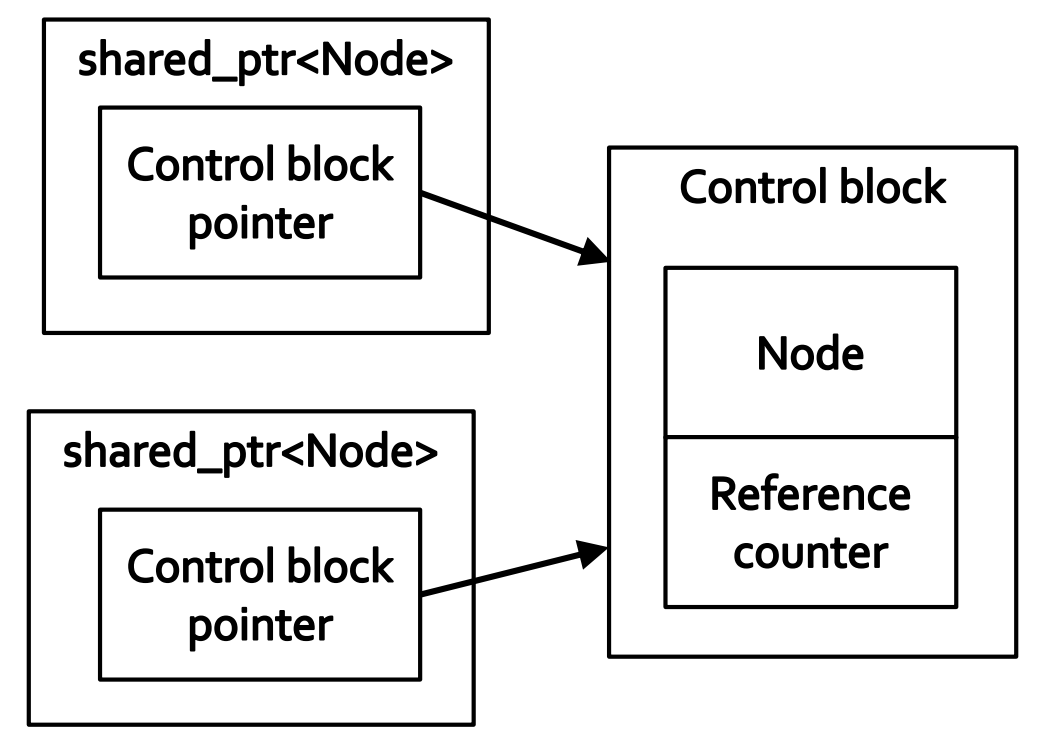 shared_ptr<Node>
Control block
pointer
shared_ptr<Node>
Control block
pointer
Control block
Node
Reference
counter